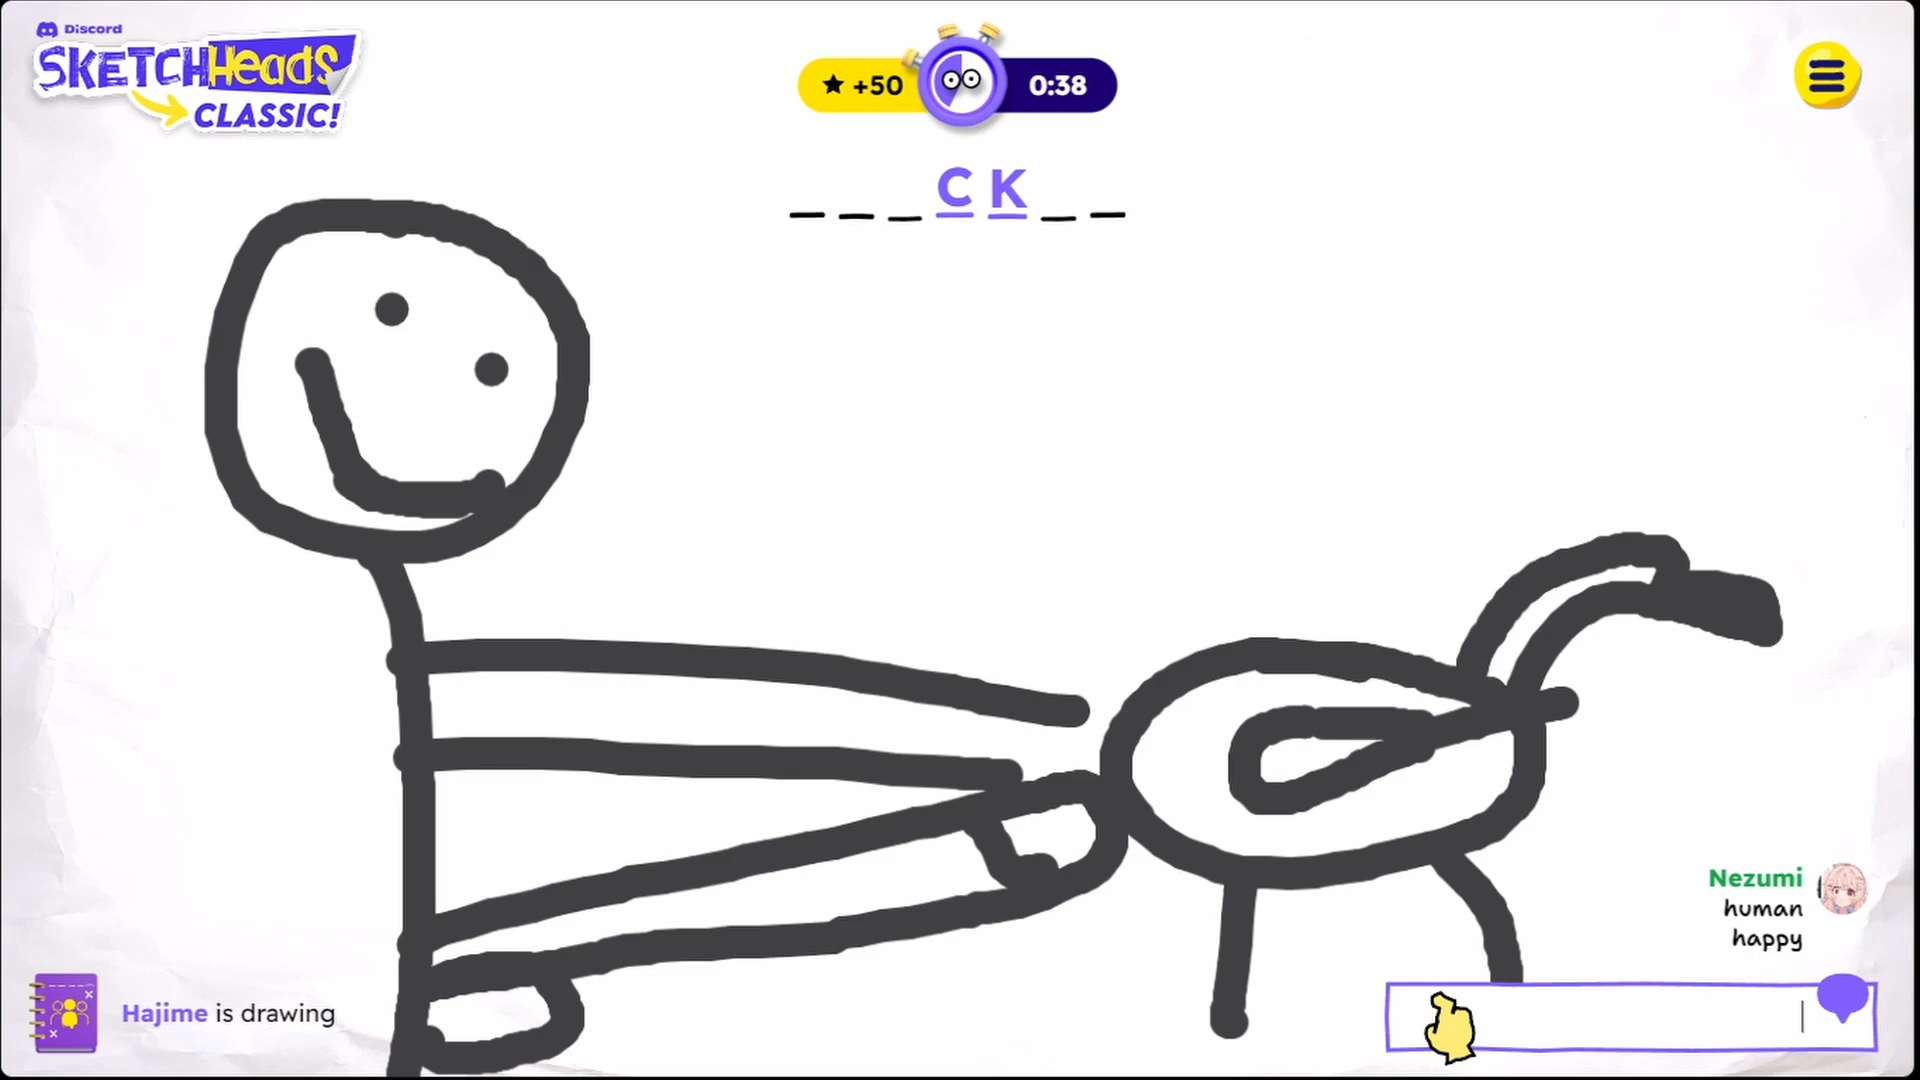 Discord
SKETCHHeads
CLASSIC!
+50
0:38
_ _ _ C K _ _
Nezumi
human
happy
Hajime is drawing